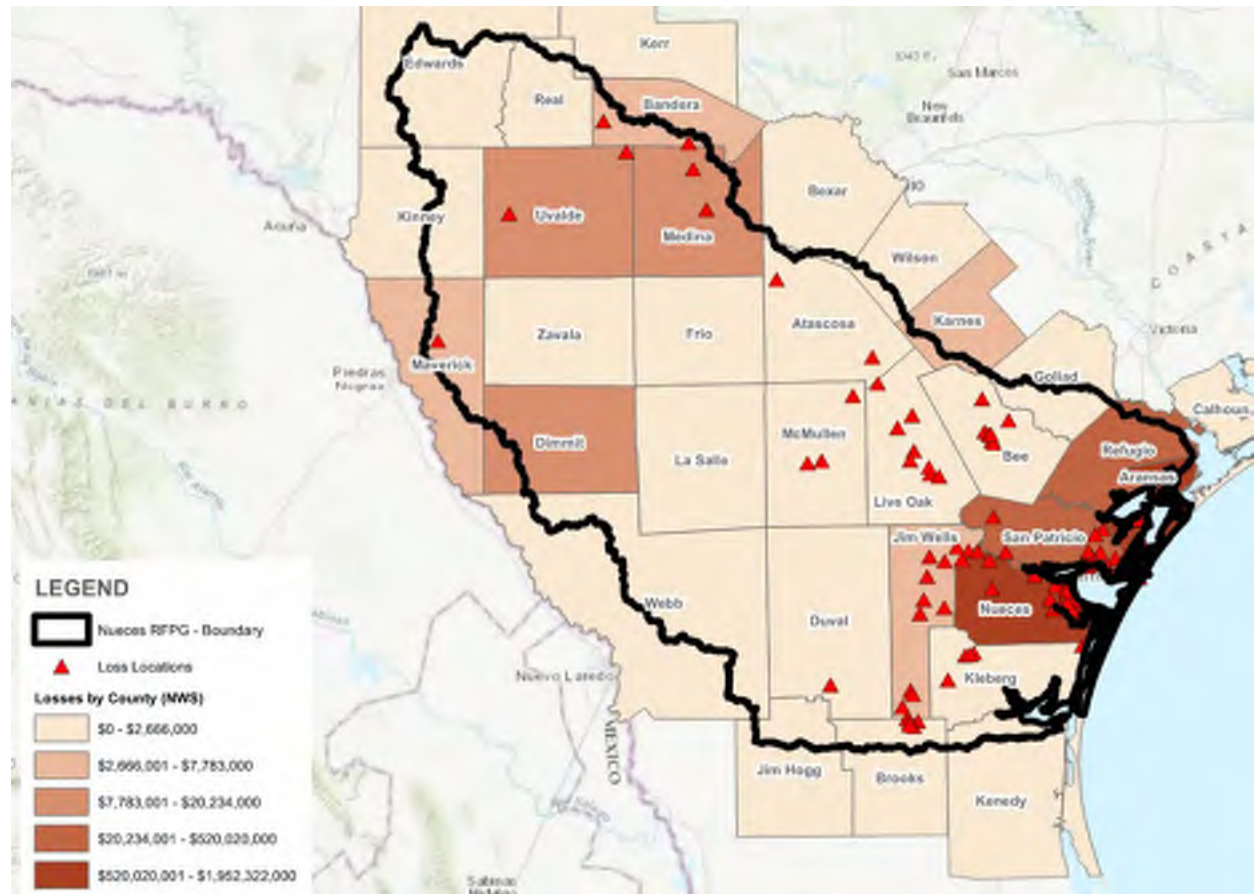 Kerr
Edwards
San Marcos
Real
Bandera
New
Braunfels
Bexar
Acuña
Kinney
Uvalde
Medina
Wilson
COASTA
Karnes
Atascosa
Zavala
Frio
Victoria
Maverick
Piedras
Negras
Goliad
Calhoun
Dimmit
McMullen
La Salle
Bee
Refugio
Aransas
Live Oak
Jim Wells
San Patricio
Webb
Duval
Nueces
Nuevo Laredo
Kleberg
MEXICO
Jim Hogg
Brooks
Kenedy
Sabinas
LEGEND
Nueces RFPG - Boundary
Loss Locations
Losses by County (NWS)
$0 - $2,666,000
$2,666,001 - $7,783,000
$7,783,001 - $20,234,000
$20,234,001 - $520,020,000
$520,020,001 - $1,952,322,000